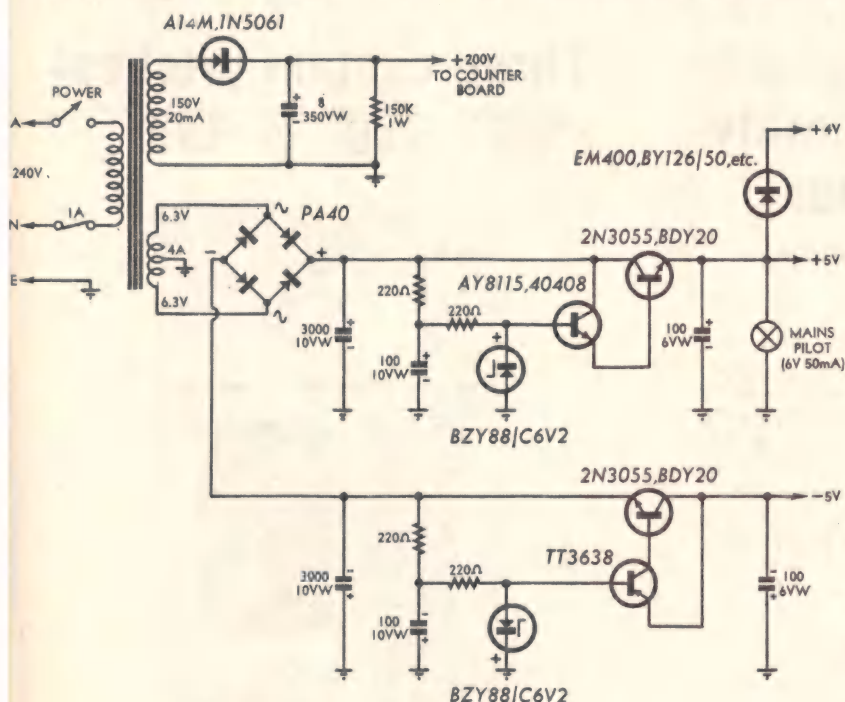 A14M,1N5061
+200V
TO COUNTER
BOARD
POWER
A
150V
20mA
+
8
-
350VW
150K
1W
+4V
240V.
EM400,BY126/50,etc.
N
1A
6.3V
PA40
2N3055,BDY20
4A
-
+
+5V
E
6.3V
220Ω
AY8115,40408
220Ω
3000
10VW
+
-
100
10VW
+
-
+
100
6VW
+
-
MAINS
PILOT
(6V 50mA)
BZY88/C6V2
2N3055,BDY20
-5V
220Ω
TT3638
220Ω
3900
10VW
-
+
100
10VW
-
+
+
100
6VW
-
+
BZY88/C6V2